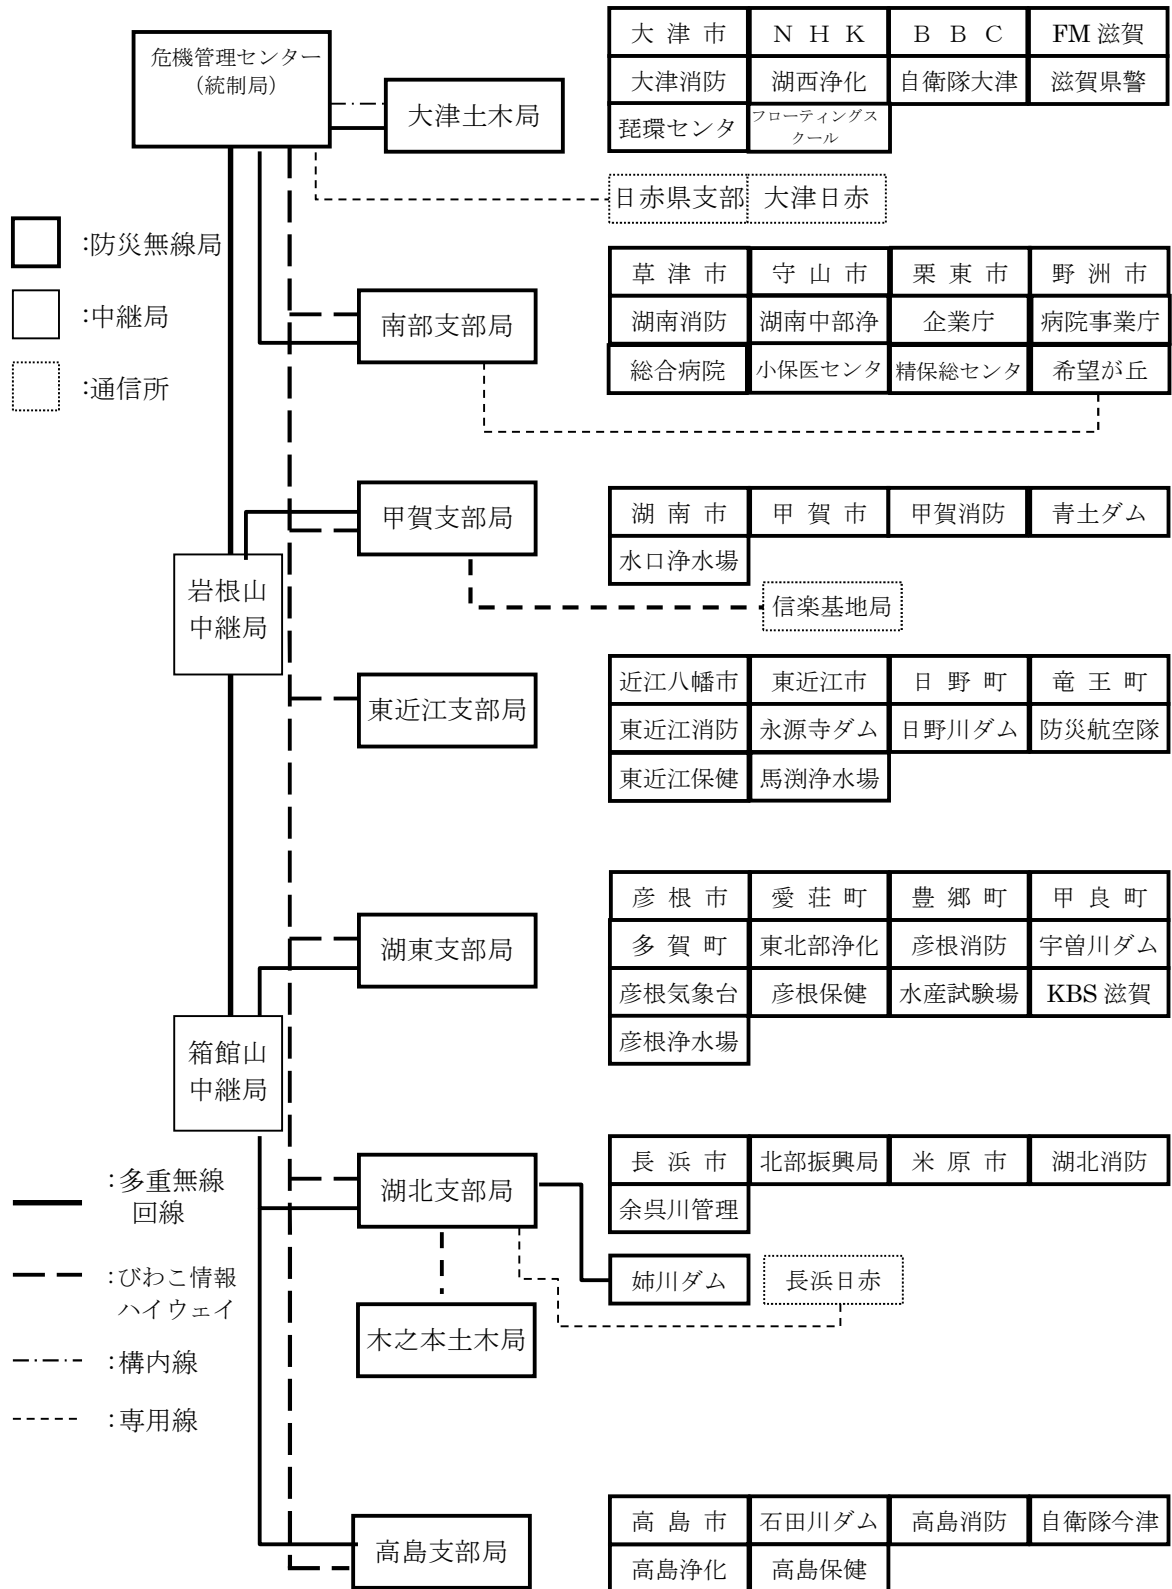 危機管理センター
(統制局)
大津土木局
大 津 市 Ｎ Ｈ Ｋ Ｂ Ｂ Ｃ FM 滋賀
大津消防 湖西浄化 自衛隊大津 滋賀県警
琵環センタ フローティングス
クール
日赤県支部 大津日赤
:防災無線局
:中継局
:通信所
南部支部局
草 津 市 守 山 市 栗 東 市 野 洲 市
湖南消防 湖南中部浄 企業庁 病院事業庁
総合病院 小保医センタ 精保総センタ 希望が丘
甲賀支部局
湖 南 市 甲 賀 市 甲賀消防 青土ダム
水口浄水場
信楽基地局
岩根山
中継局
東近江支部局
近江八幡市 東近江市 日 野 町 竜 王 町
東近江消防 永源寺ダム 日野川ダム 防災航空隊
東近江保健 馬渕浄水場
湖東支部局
彦 根 市 愛 荘 町 豊 郷 町 甲 良 町
多 賀 町 東北部浄化 彦根消防 宇曽川ダム
彦根気象台 彦根保健 水産試験場 KBS 滋賀
彦根浄水場
箱館山
中継局
湖北支部局
長 浜 市 北部振興局 米 原 市 湖北消防
余呉川管理
姉川ダム 長浜日赤
木之本土木局
:多重無線
回線
:びわこ情報
ハイウェイ
:構内線
:専用線
高島支部局
高 島 市 石田川ダム 高島消防 自衛隊今津
高島浄化 高島保健